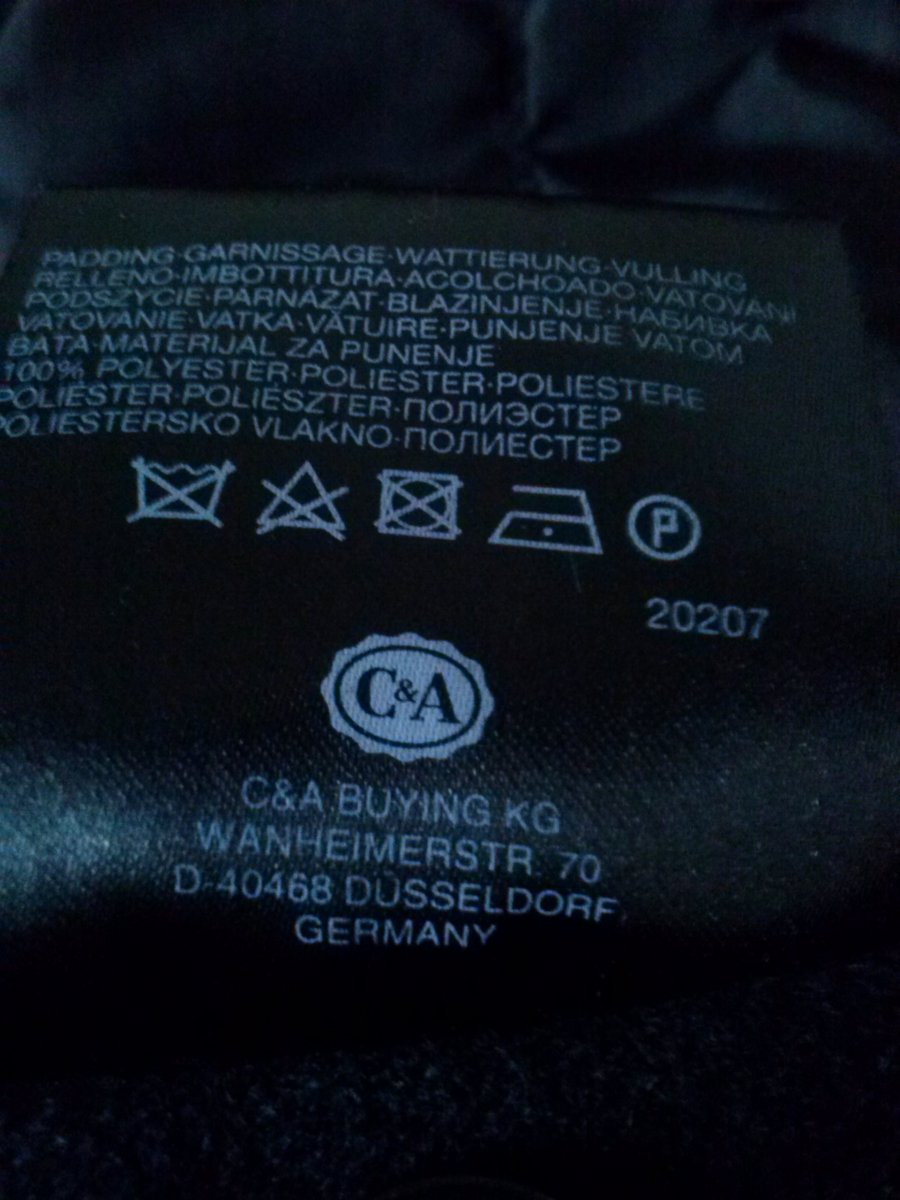 PADDING·GARNISSAGE·WATTIERUNG·VULLING
RELLENO·IMBOTTITURA·ACOLCHOADO·VATOVANI
PODSZYCIE·PARNÁZAT·BLAZINJENJE·НАБИВКА
VATOVANIE·VATKA·VĂTUIRE·PUNJENJE VATOM
ВАТА·MATERIJAL ZA PUNENJE
100% POLYESTER·POLIESTER·POLIESTERE
POLIESTER·POLIÉSZTER·ПОЛИЭСТЕР
POLIESTERSKO VLAKNO·ПОЛИЕСТЕР
P
20207
C&A
C&A BUYING KG
WANHEIMERSTR. 70
D-40468 DÜSSELDORF
GERMANY